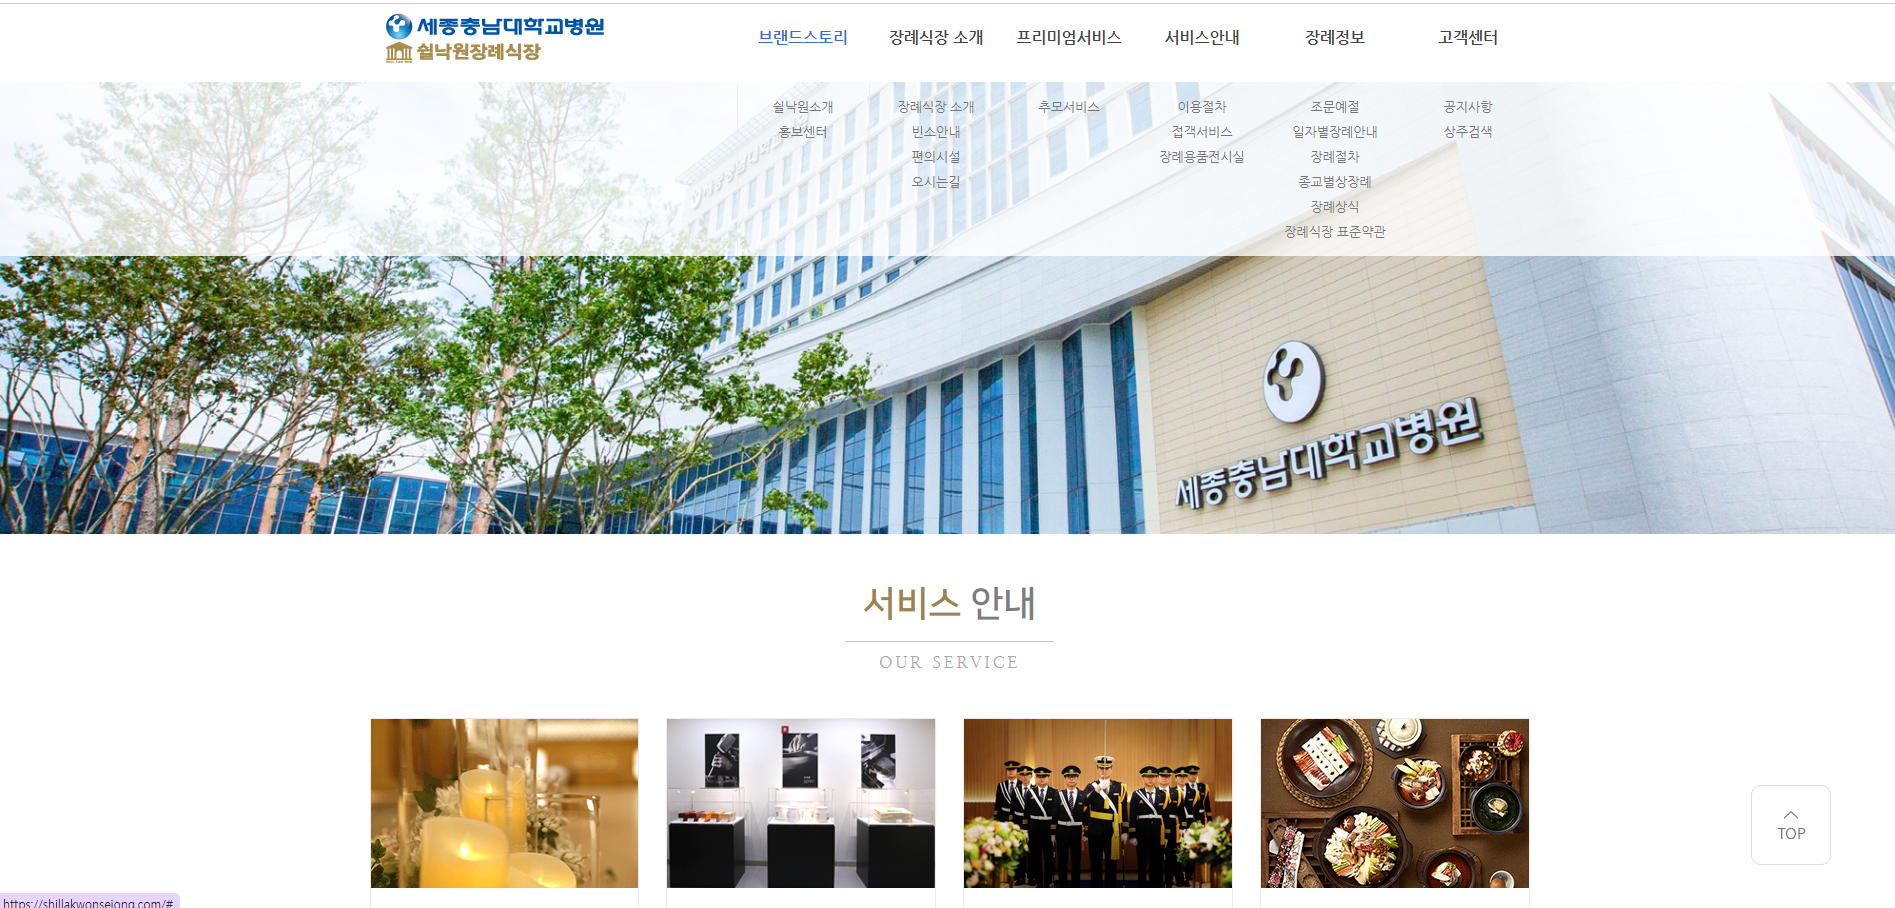 세종충남대학교병원
쉴낙원장례식장
브랜드스토리 장례식장 소개 프리미엄서비스 서비스안내 장례정보 고객센터
쉴낙원소개 장례식장 소개 추모서비스 이용절차 조문예절 공지사항
홍보센터 빈소안내 접객서비스 일자별장례안내 상주검색
편의시설 장례용품전시실 장례절차
오시는길 종교별상장례
장례상식
장례식장 표준약관
세종충남대학교병원
서비스 안내
OUR SERVICE
TOP
https://shillakwonsejong.com/#